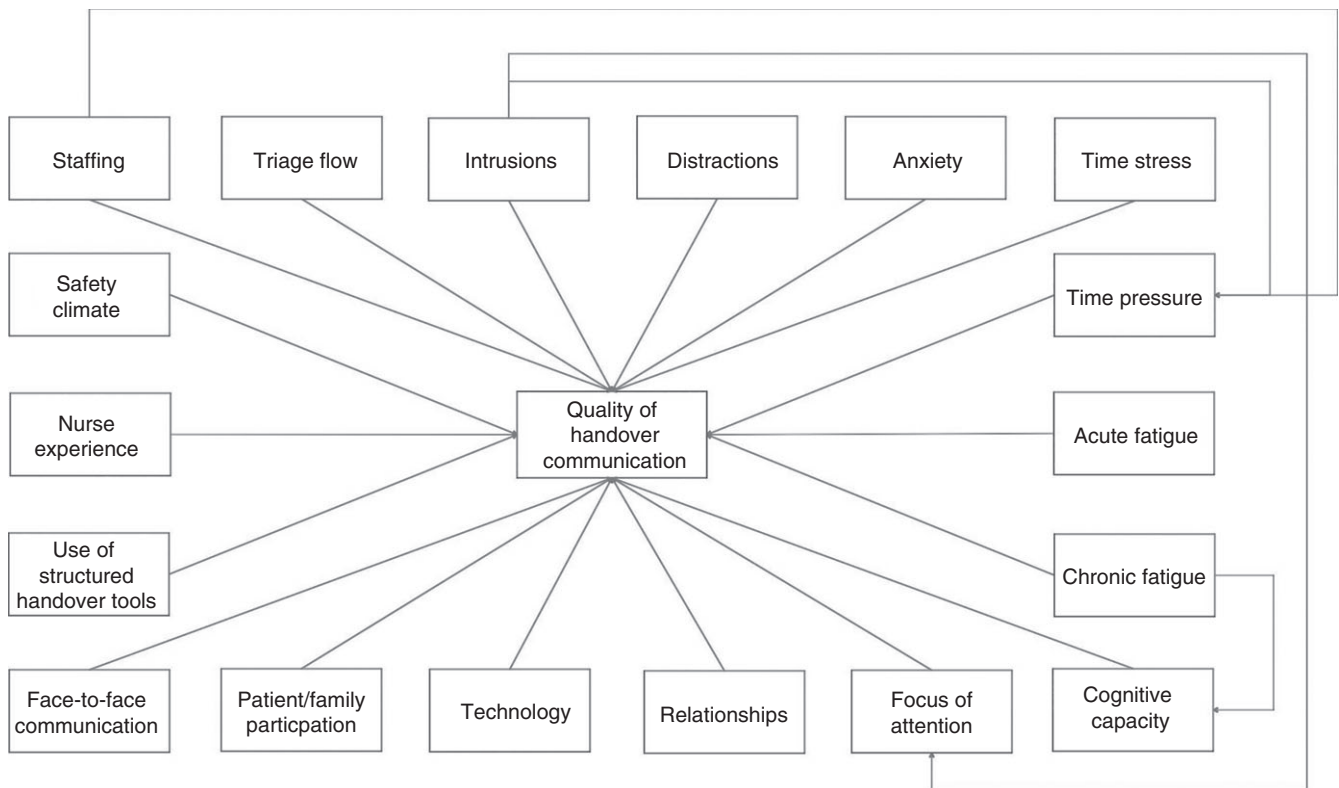 Staffing
Triage flow
Intrusions
Distractions
Anxiety
Time stress
Safety
climate
Time pressure
Nurse
experience
Quality of
handover
communication
Acute fatigue
Use of
structured
handover tools
Chronic fatigue
Face-to-face
communication
Patient/family
particpation
Technology
Relationships
Focus of
attention
Cognitive
capacity